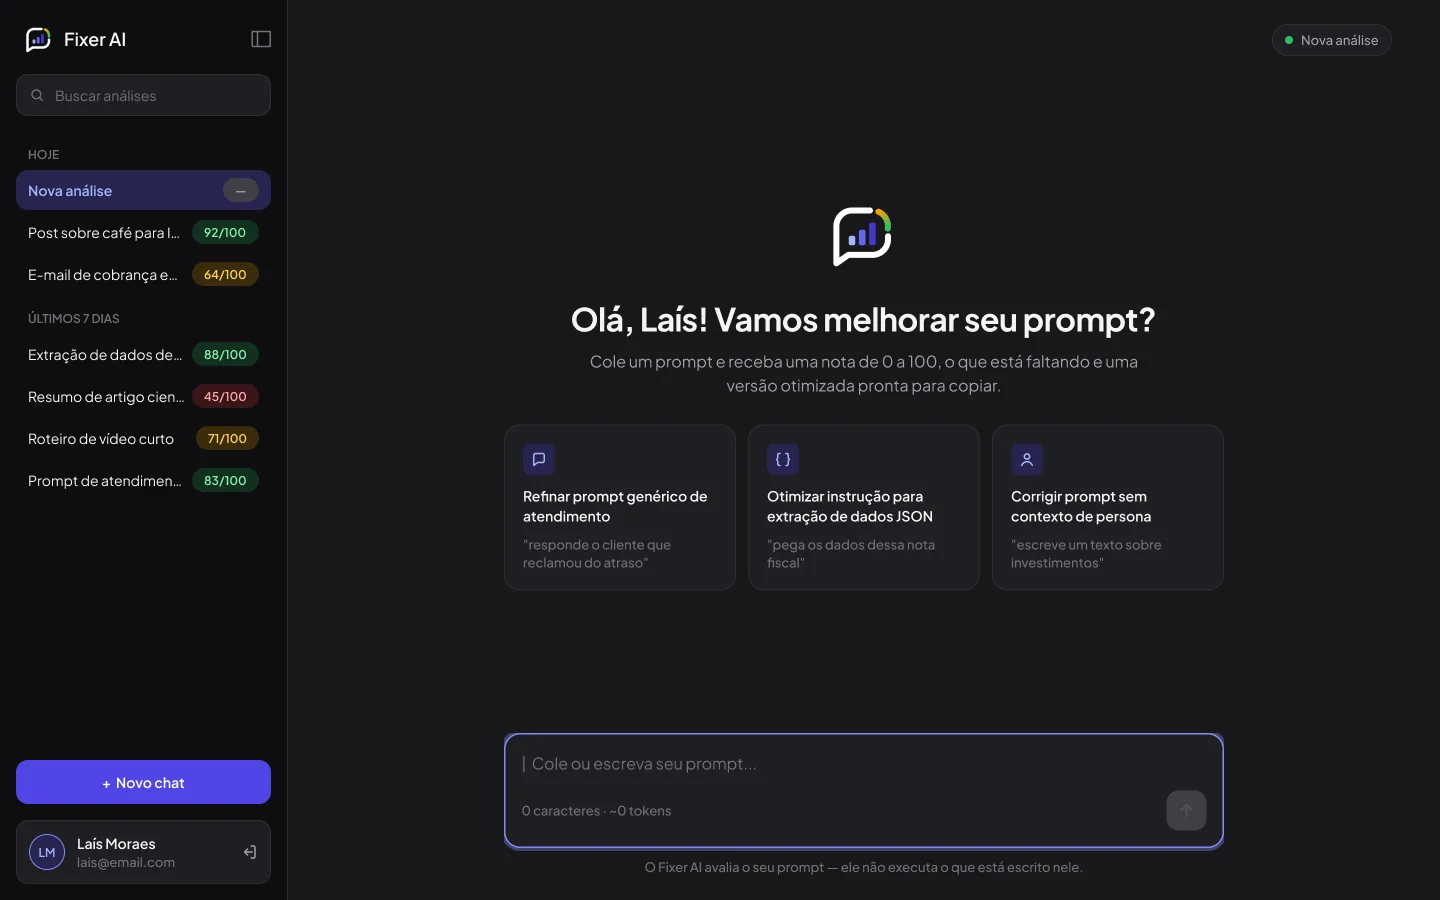 Fixer AI
Buscar análises
HOJE
Nova análise —
Post sobre café para l... 92/100
E-mail de cobrança e... 64/100
ÚLTIMOS 7 DIAS
Extração de dados de... 88/100
Resumo de artigo cien... 45/100
Roteiro de vídeo curto 71/100
Prompt de atendimen... 83/100
+ Novo chat
LM
Laís Moraes
lais@email.com
Nova análise
Olá, Laís! Vamos melhorar seu prompt?
Cole um prompt e receba uma nota de 0 a 100, o que está faltando e uma
versão otimizada pronta para copiar.
Refinar prompt genérico de
atendimento
"responde o cliente que
reclamou do atraso"
{ }
Otimizar instrução para
extração de dados JSON
"pega os dados dessa nota
fiscal"
Corrigir prompt sem
contexto de persona
"escreve um texto sobre
investimentos"
Cole ou escreva seu prompt...
0 caracteres · ~0 tokens
O Fixer AI avalia o seu prompt — ele não executa o que está escrito nele.